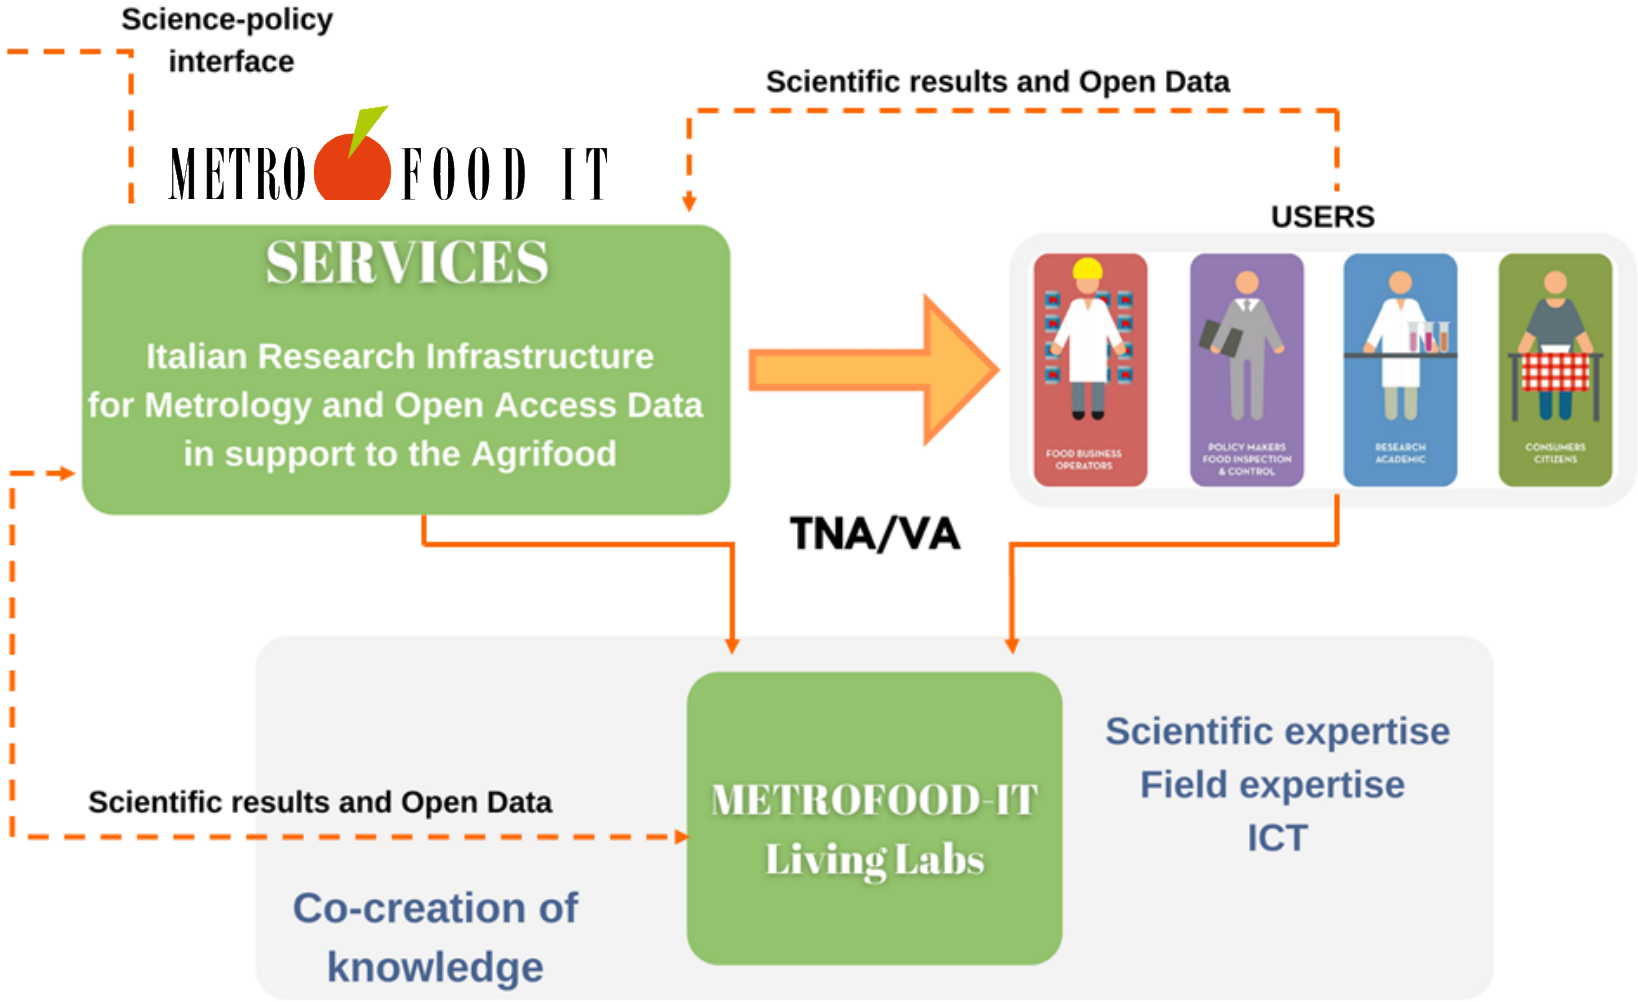 Science-policy
interface
Scientific results and Open Data
METRO FOOD IT
USERS
SERVICES
Italian Research Infrastructure
for Metrology and Open Access Data
in support to the Agrifood
FOOD BUSINESS
OPERATORS
POLICY MAKERS
FOOD INSPECTION
& CONTROL
RESEARCH
ACADEMIC
CONSUMERS
CITIZENS
TNA/VA
Scientific results and Open Data
Co-creation of
knowledge
METROFOOD-IT
Living Labs
Scientific expertise
Field expertise
ICT